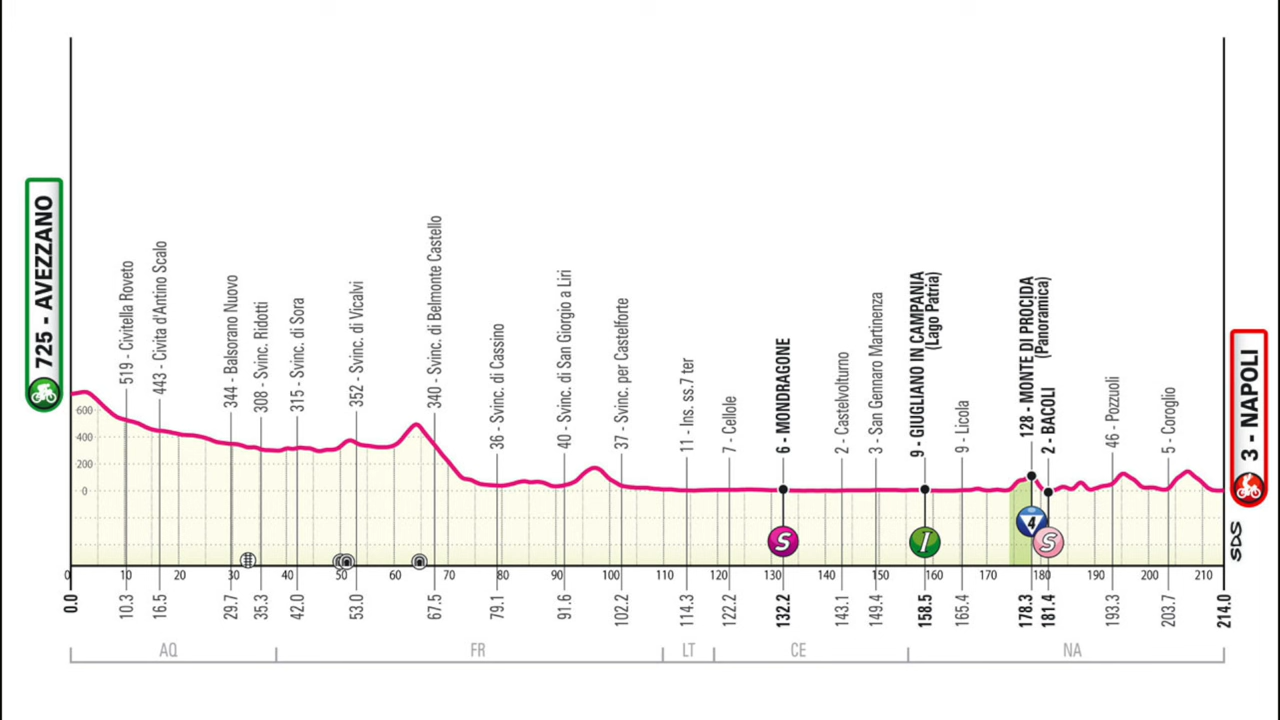 725 - AVEZZANO
519 - Civitella Roveto
443 - Civita d'Antino Scalo
344 - Balsorano Nuovo
308 - Svinc. Ridotti
315 - Svinc. di Sora
352 - Svinc. di Vicalvi
340 - Svinc. di Belmonte Castello
36 - Svinc. di Cassino
40 - Svinc. di San Giorgio a Liri
37 - Svinc. per Castelforte
11 - Ins. ss.7 ter
7 - Cellole
6 - MONDRAGONE
2 - Castelvolturno
3 - San Gennaro Martinenza
9 - GIUGLIANO IN CAMPANIA
(Lago Patria)
9 - Licola
128 - MONTE DI PROCIDA
(Panoramica)
2 - BACOLI
46 - Pozzuoli
5 - Coroglio
3 - NAPOLI
600
400
200
0
S
I
4
S
SDS
0 10 20 30 40 50 60 70 80 90 100 110 120 130 140 150 160 170 180 190 200 210
0.0 10.3 16.5 29.7 35.3 42.0 53.0 67.5 79.1 91.6 102.2 114.3 122.2 132.2 143.1 149.4 158.5 165.4 178.3 181.4 193.3 203.7 214.0
AQ FR LT CE NA